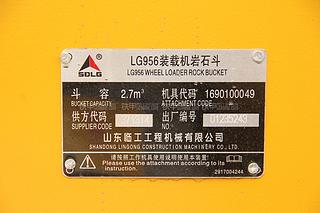 SDLG
LG956装载机岩石斗
LG956 WHEEL LOADER ROCK BUCKET
斗 容 2.7m³ 机具代码 1690100049
BUCKET CAPACITY ATTACHMENT CODE
供方代码 出厂编号
SUPPLIER CODE SERIAL NO.
山东临工工程机械有限公司
SHANDONG LINGONG CONSTRUCTION MACHINERY CO.,LTD.
请按照工作机具使用说明使用本装置!
Please use the attachment according to its
instruction.
2917004244